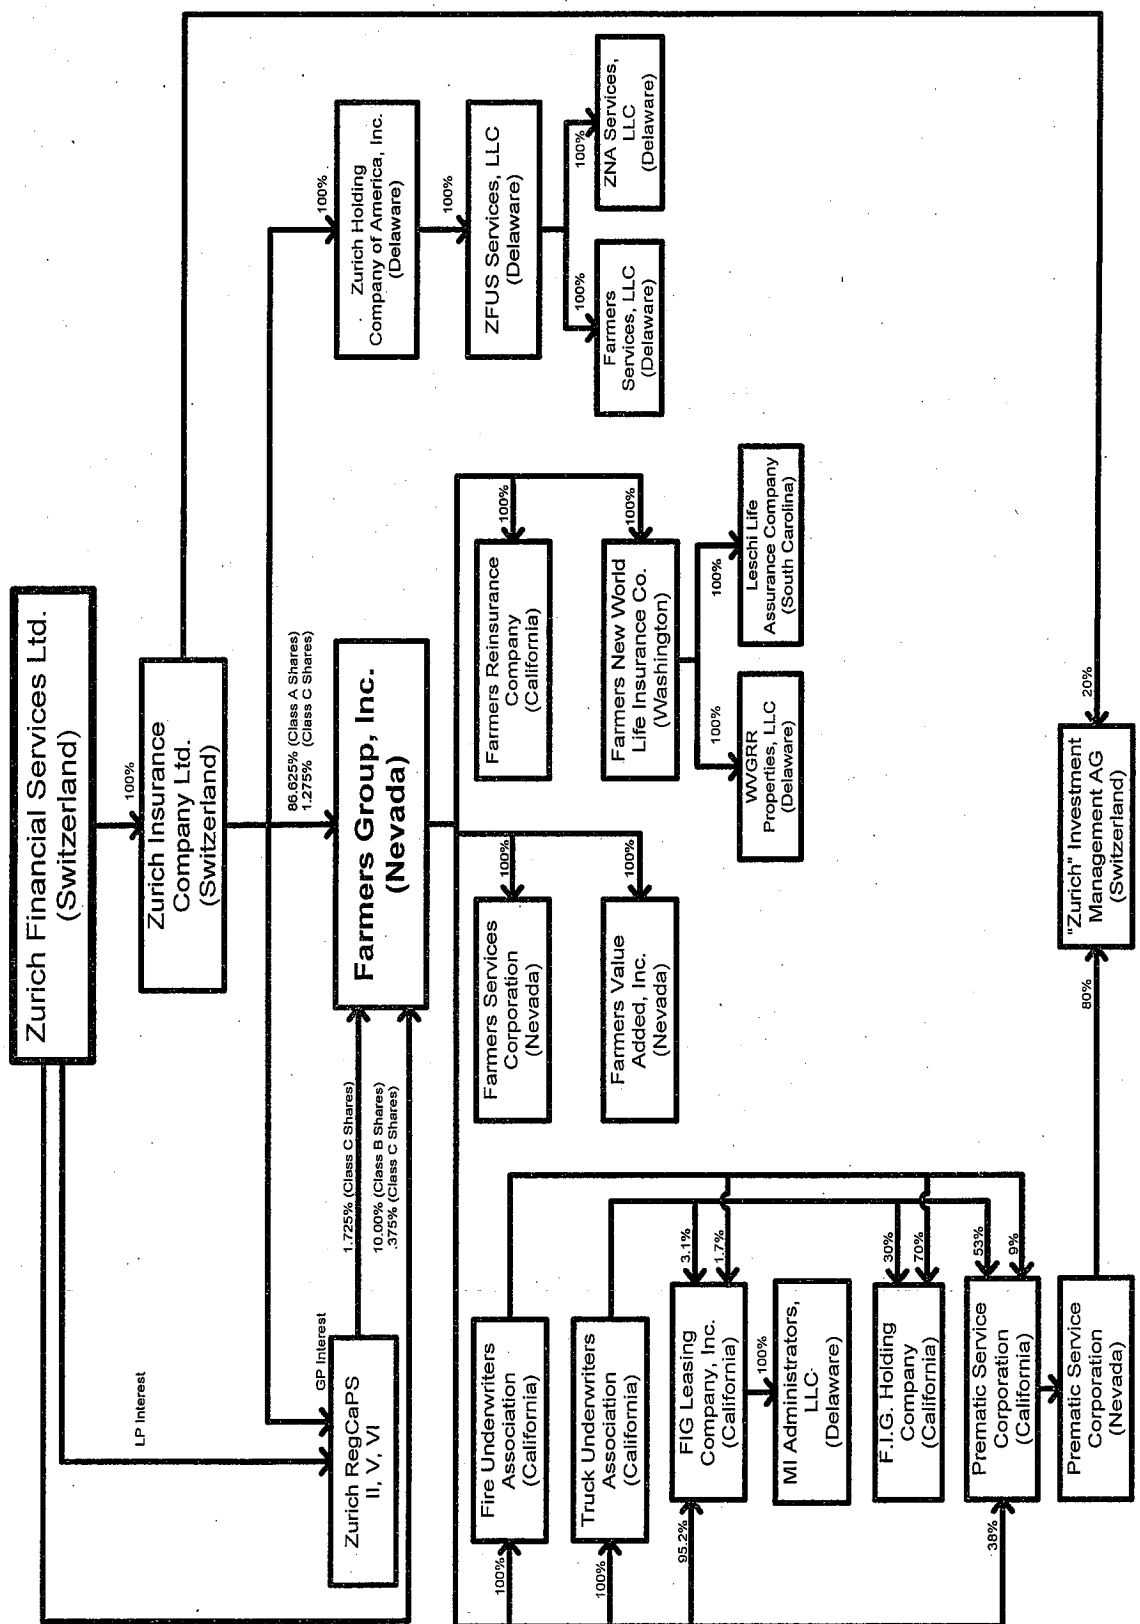 Zurich Financial Services Ltd.
(Switzerland)
100%
Zurich Insurance
Company Ltd.
(Switzerland)
LP Interest
GP Interest
Zurich RegCaPS
II, V, VI
1.725% (Class C Shares)
10.00% (Class B Shares)
.375% (Class C Shares)
86.625% (Class A Shares)
1.275% (Class C Shares)
Farmers Group, Inc.
(Nevada)
100%
Zurich Holding
Company of America, Inc.
(Delaware)
100%
ZFUS Services, LLC
(Delaware)
100%
Farmers
Services, LLC
(Delaware)
100%
ZNA Services,
LLC
(Delaware)
100%
Fire Underwriters
Association
(California)
100%
Truck Underwriters
Association
(California)
95.2%
3.1%
1.7%
FIG Leasing
Company, Inc.
(California)
100%
MI Administrators,
LLC
(Delaware)
30%
70%
F.I.G. Holding
Company
(California)
38%
53%
9%
Prematic Service
Corporation
(California)
Prematic Service
Corporation
(Nevada)
100%
Farmers Services
Corporation
(Nevada)
100%
Farmers Value
Added, Inc.
(Nevada)
100%
Farmers Reinsurance
Company
(California)
100%
Farmers New World
Life Insurance Co.
(Washington)
100%
WVGRR
Properties, LLC
(Delaware)
100%
Leschi Life
Assurance Company
(South Carolina)
80%
20%
"Zurich" Investment
Management AG
(Switzerland)